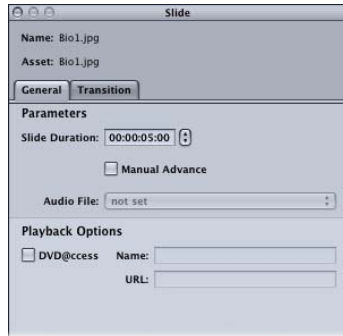 Slide
Name: Bio1.jpg
Asset: Bio1.jpg
General Transition
Parameters
Slide Duration: 00:00:05:00
Manual Advance
Audio File: not set
Playback Options
DVD@ccess Name:
URL: